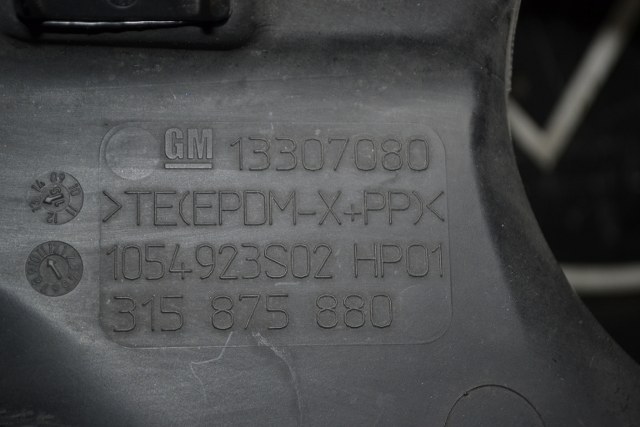 GM 13307080
>TE(EPDM-X+PP)<
1054923S02 HP01
315 875 880